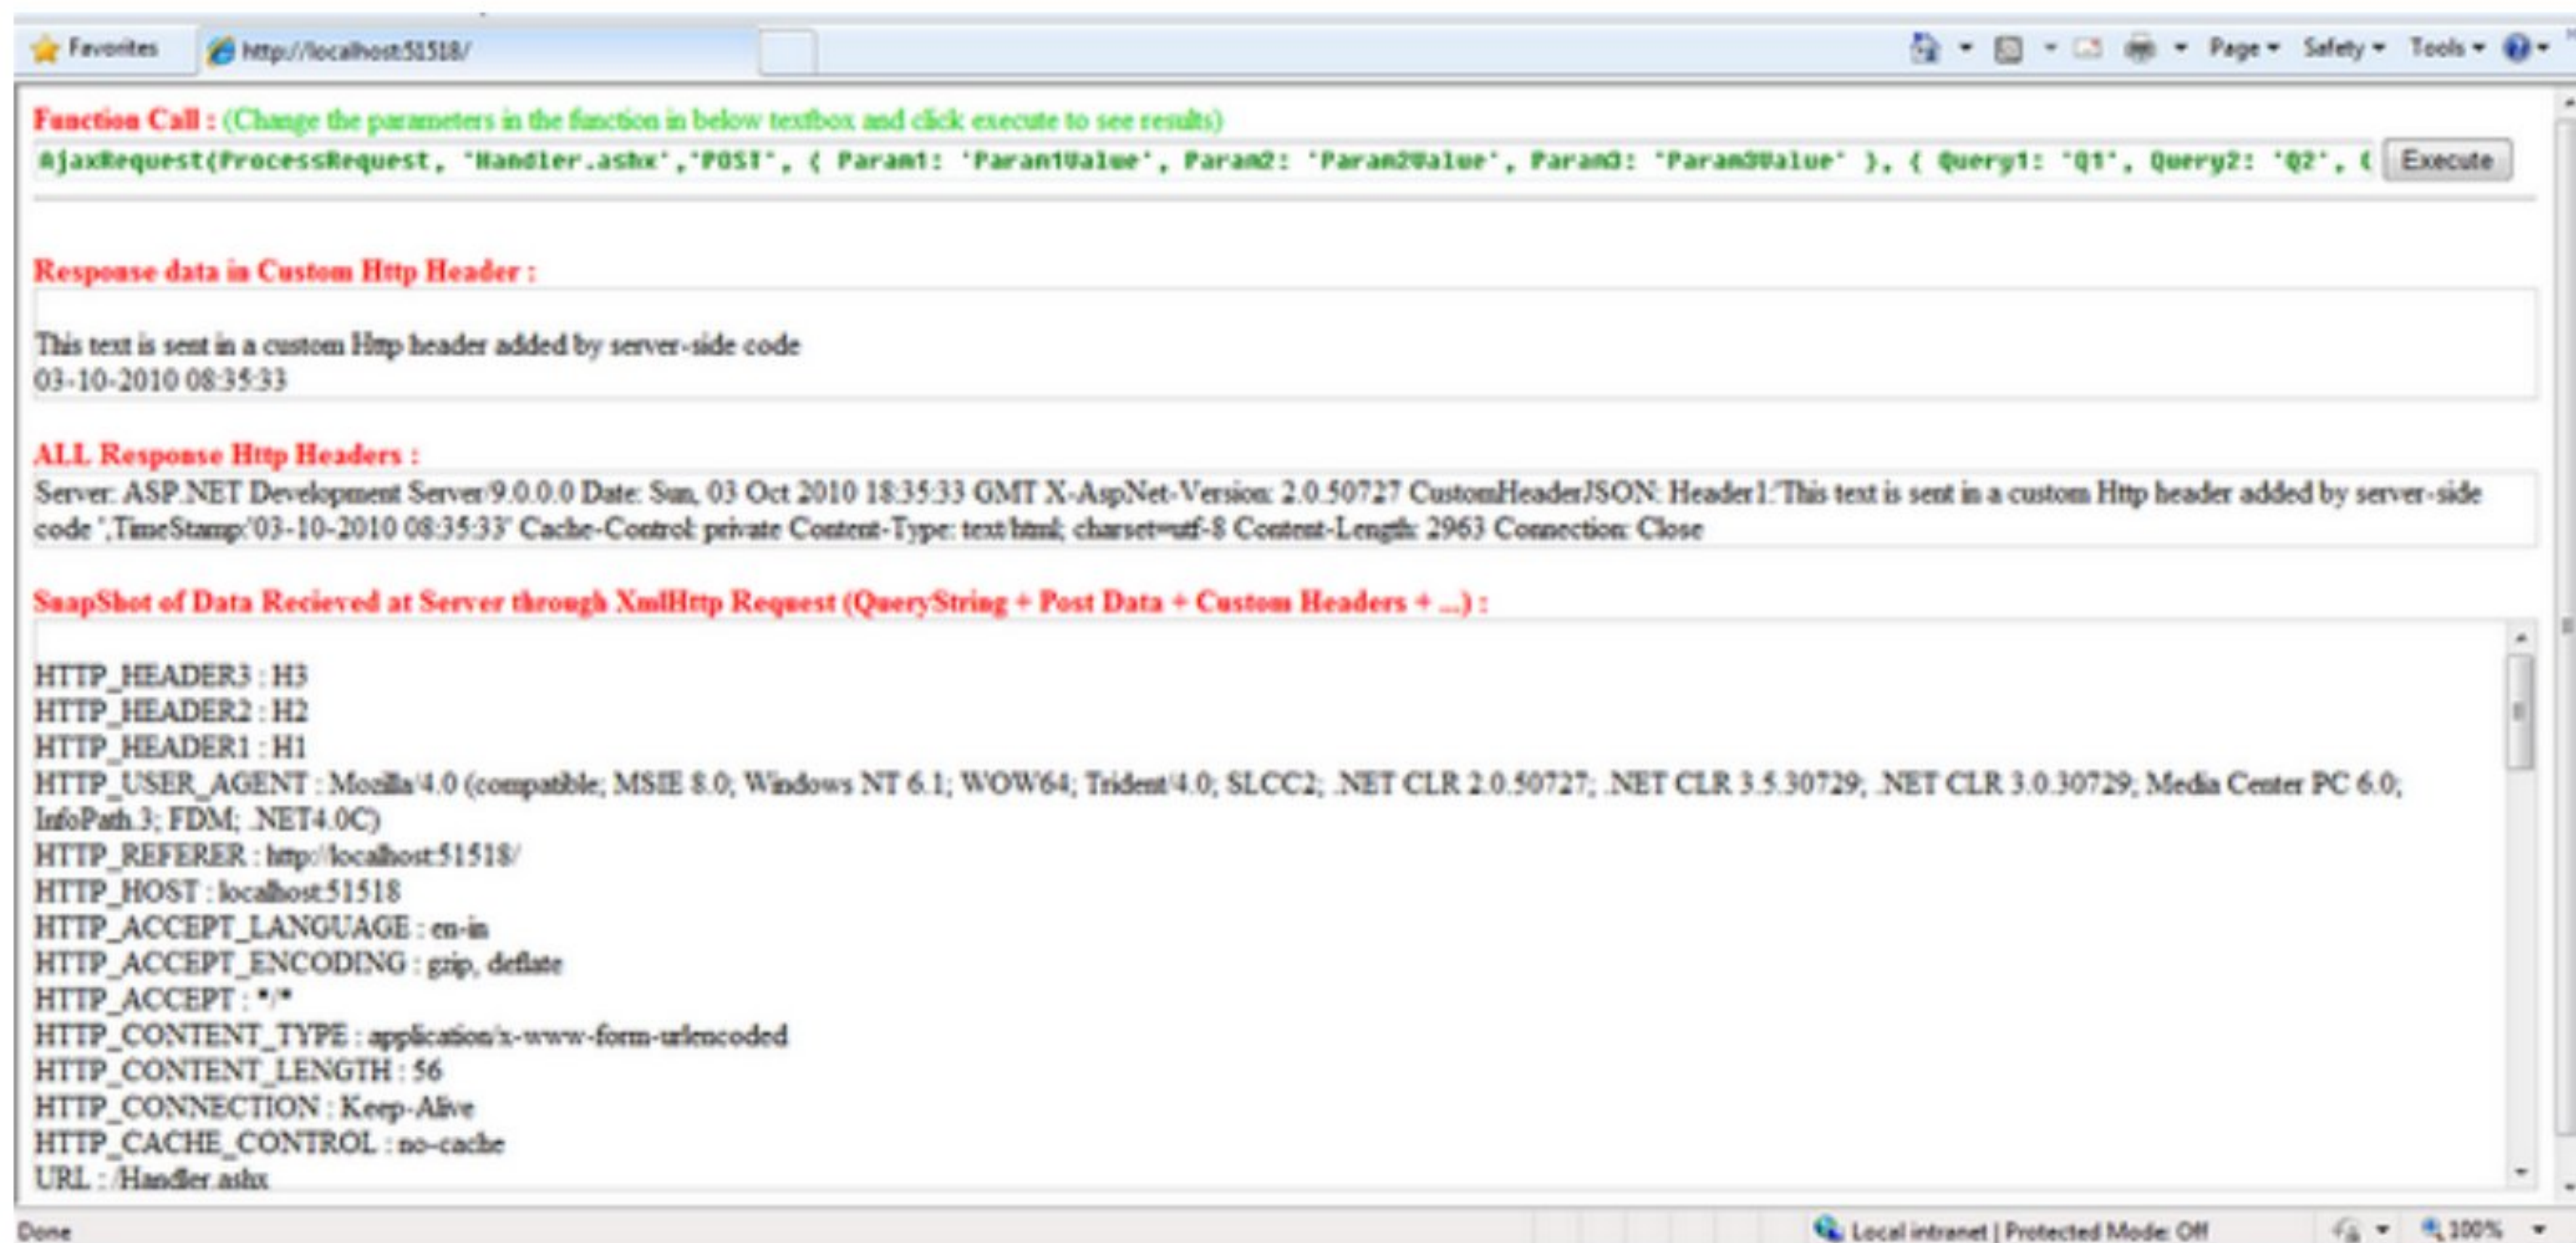 Favorites http://localhost:51518/ Page Safety Tools
Function Call : (Change the parameters in the function in below textbox and click execute to see results)
AjaxRequest(ProcessRequest, 'Handler.ashx','POST', { Param1: 'Param1Value', Param2: 'Param2Value', Param3: 'Param3Value' }, { Query1: 'Q1', Query2: 'Q2', Execute
Response data in Custom Http Header :
This text is sent in a custom Http header added by server-side code
03-10-2010 08:35:33
ALL Response Http Headers :
Server: ASP.NET Development Server/9.0.0.0 Date: Sun, 03 Oct 2010 18:35:33 GMT X-AspNet-Version: 2.0.50727 CustomHeaderJSON: Header1:'This text is sent in a custom Http header added by server-side
code ',TimeStamp:'03-10-2010 08:35:33' Cache-Control: private Content-Type: text/html; charset=utf-8 Content-Length: 2963 Connection: Close
SnapShot of Data Recieved at Server through XmlHttp Request (QueryString + Post Data + Custom Headers + ...) :
HTTP_HEADER3 : H3
HTTP_HEADER2 : H2
HTTP_HEADER1 : H1
HTTP_USER_AGENT : Mozilla/4.0 (compatible; MSIE 8.0; Windows NT 6.1; WOW64; Trident/4.0; SLCC2; .NET CLR 2.0.50727; .NET CLR 3.5.30729; .NET CLR 3.0.30729; Media Center PC 6.0;
InfoPath.3; FDM; .NET4.0C)
HTTP_REFERER : http://localhost:51518/
HTTP_HOST : localhost:51518
HTTP_ACCEPT_LANGUAGE : en-in
HTTP_ACCEPT_ENCODING : gzip, deflate
HTTP_ACCEPT : */*
HTTP_CONTENT_TYPE : application/x-www-form-urlencoded
HTTP_CONTENT_LENGTH : 56
HTTP_CONNECTION : Keep-Alive
HTTP_CACHE_CONTROL : no-cache
URL : /Handler.ashx
Done Local intranet | Protected Mode: Off 100%